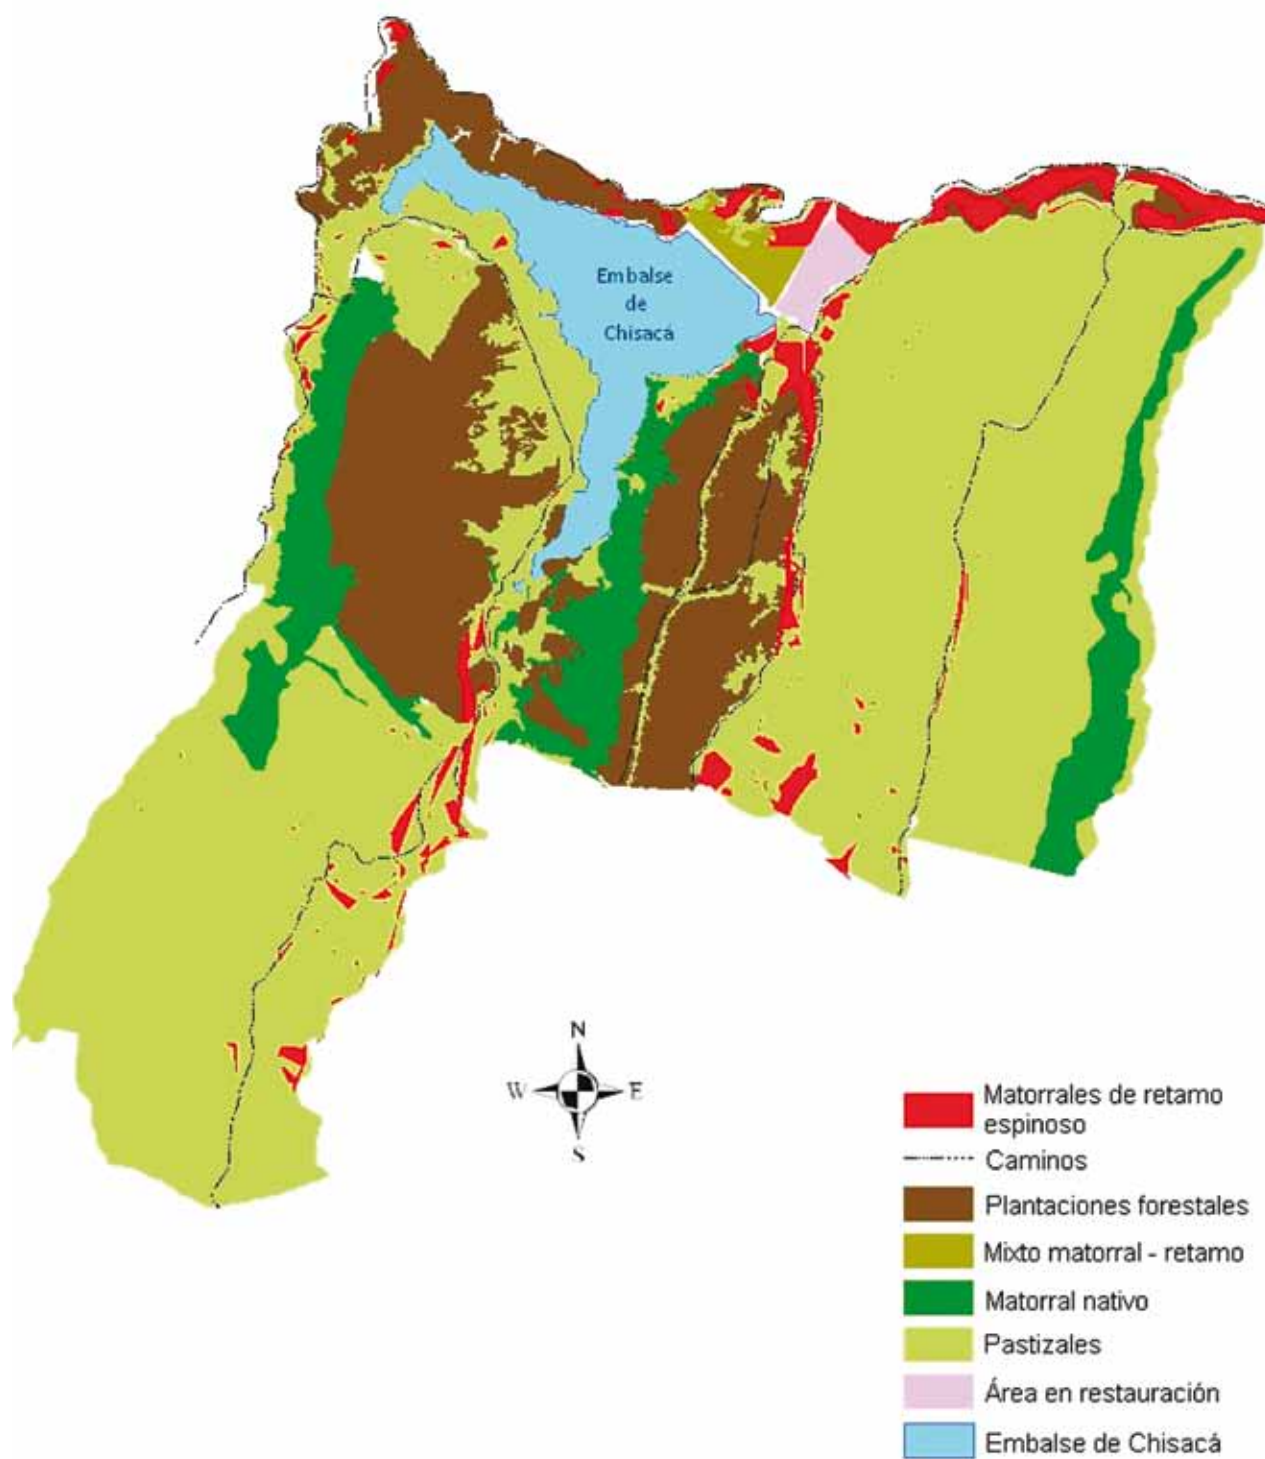 Embalse
de
Chisacá
N
W E
S
Matorrales de retamo
espinoso
Caminos
Plantaciones forestales
Mixto matorral - retamo
Matorral nativo
Pastizales
Área en restauración
Embalse de Chisacá